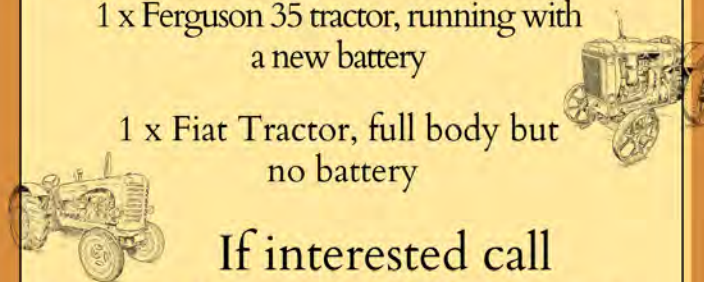 1 x Ferguson 35 tractor, running with
a new battery
1 x Fiat Tractor, full body but
no battery
If interested call